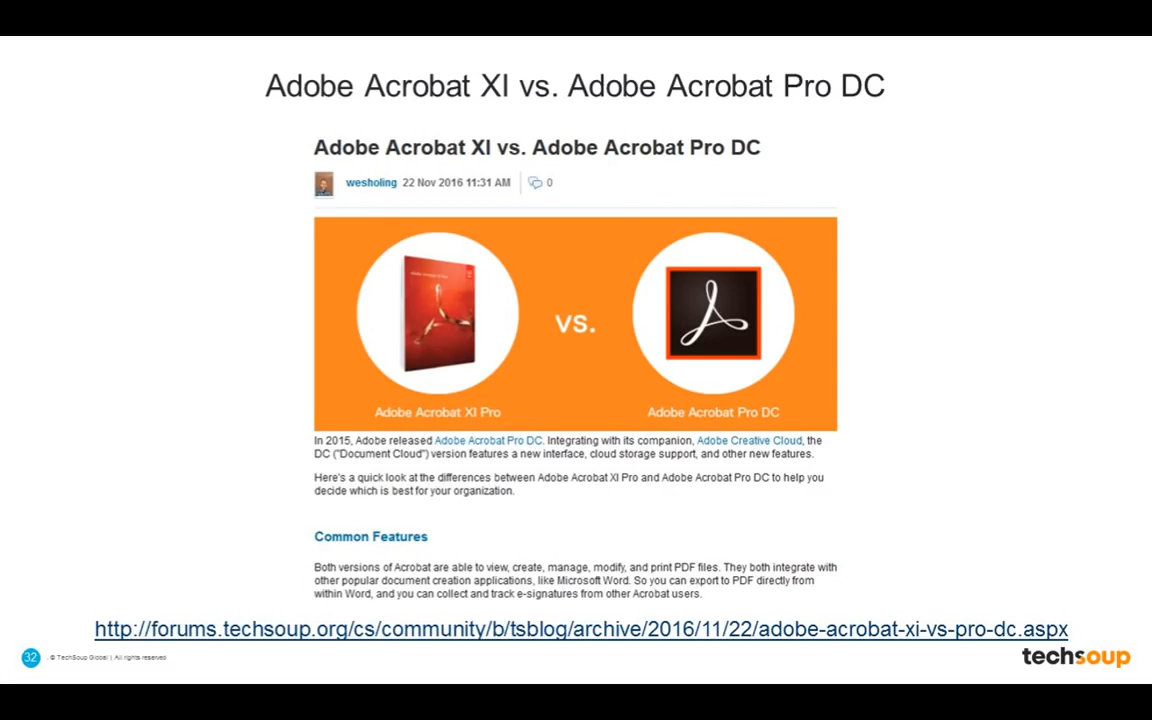 Adobe Acrobat XI vs. Adobe Acrobat Pro DC
Adobe Acrobat XI vs. Adobe Acrobat Pro DC
wesholing 22 Nov 2016 11:31 AM 0
vs.
Adobe Acrobat XI Pro Adobe Acrobat Pro DC
In 2015, Adobe released Adobe Acrobat Pro DC. Integrating with its companion, Adobe Creative Cloud, the
DC ("Document Cloud") version features a new interface, cloud storage support, and other new features.
Here's a quick look at the differences between Adobe Acrobat XI Pro and Adobe Acrobat Pro DC to help you
decide which is best for your organization.
Common Features
Both versions of Acrobat are able to view, create, manage, modify, and print PDF files. They both integrate with
other popular document creation applications, like Microsoft Word. So you can export to PDF directly from
within Word, and you can collect and track e-signatures from other Acrobat users.
http://forums.techsoup.org/cs/community/b/tsblog/archive/2016/11/22/adobe-acrobat-xi-vs-pro-dc.aspx
32 © TechSoup Global | All rights reserved
techsoup